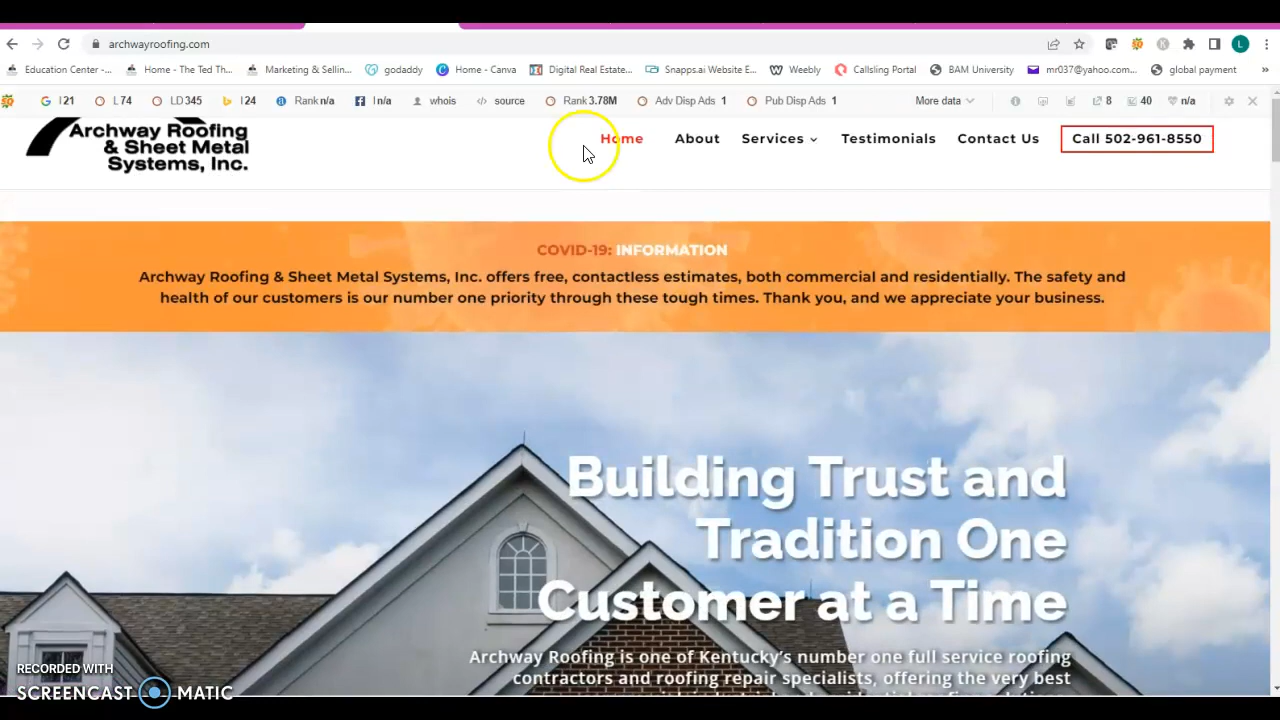 archwayroofing.com
Education Center -... Home - The Ted Th... Marketing & Sellin... godaddy Home - Canva Digital Real Estate... Snapps.ai Website E... Weebly Callsling Portal BAM University mr037@yahoo.com... global payment »
I 21 L 74 LD 345 I 24 Rank n/a I n/a whois source Rank 3.78M Adv Disp Ads 1 Pub Disp Ads 1 More data 8 40 n/a
Archway Roofing
& Sheet Metal
Systems, Inc.
Home About Services Testimonials Contact Us Call 502-961-8550
COVID-19: INFORMATION
Archway Roofing & Sheet Metal Systems, Inc. offers free, contactless estimates, both commercial and residentially. The safety and
health of our customers is our number one priority through these tough times. Thank you, and we appreciate your business.
Building Trust and
Tradition One
Customer at a Time
Archway Roofing is one of Kentucky's number one full service roofing
contractors and roofing repair specialists, offering the very best
RECORDED WITH
SCREENCAST MATIC